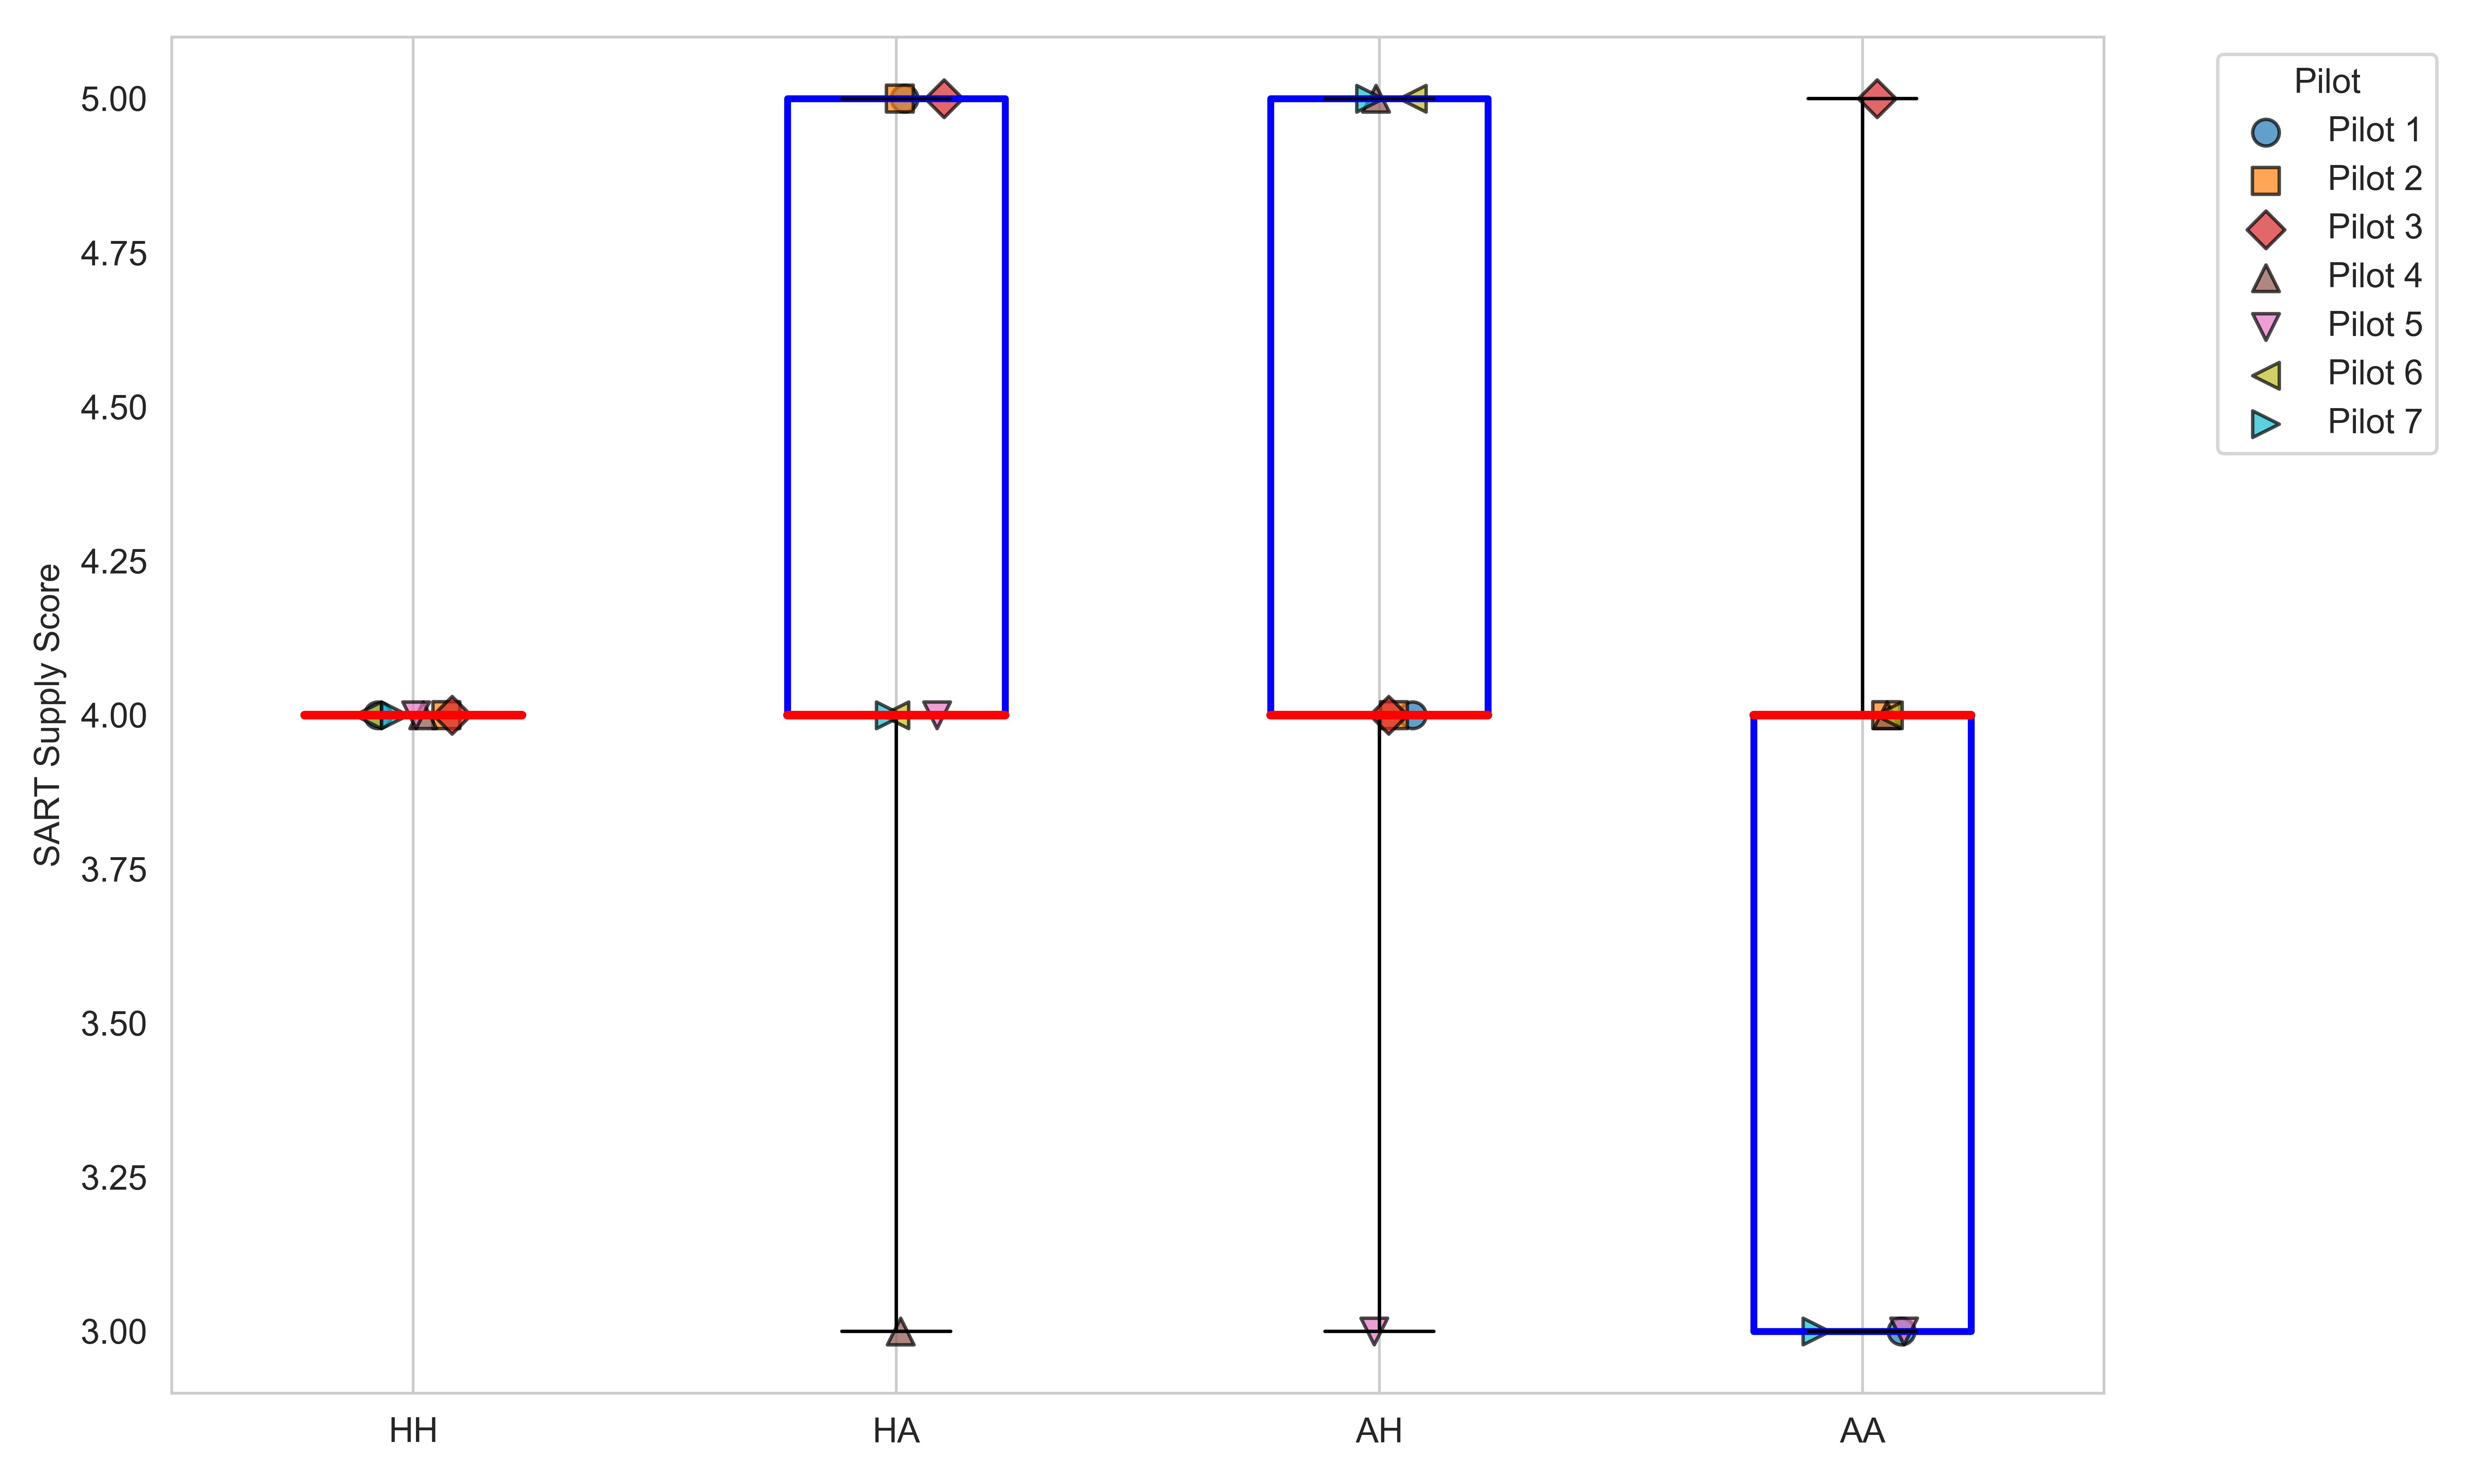 SART Supply Score
5.00
4.75
4.50
4.25
4.00
3.75
3.50
3.25
3.00
HH
HA
AH
AA
Pilot
Pilot 1
Pilot 2
Pilot 3
Pilot 4
Pilot 5
Pilot 6
Pilot 7